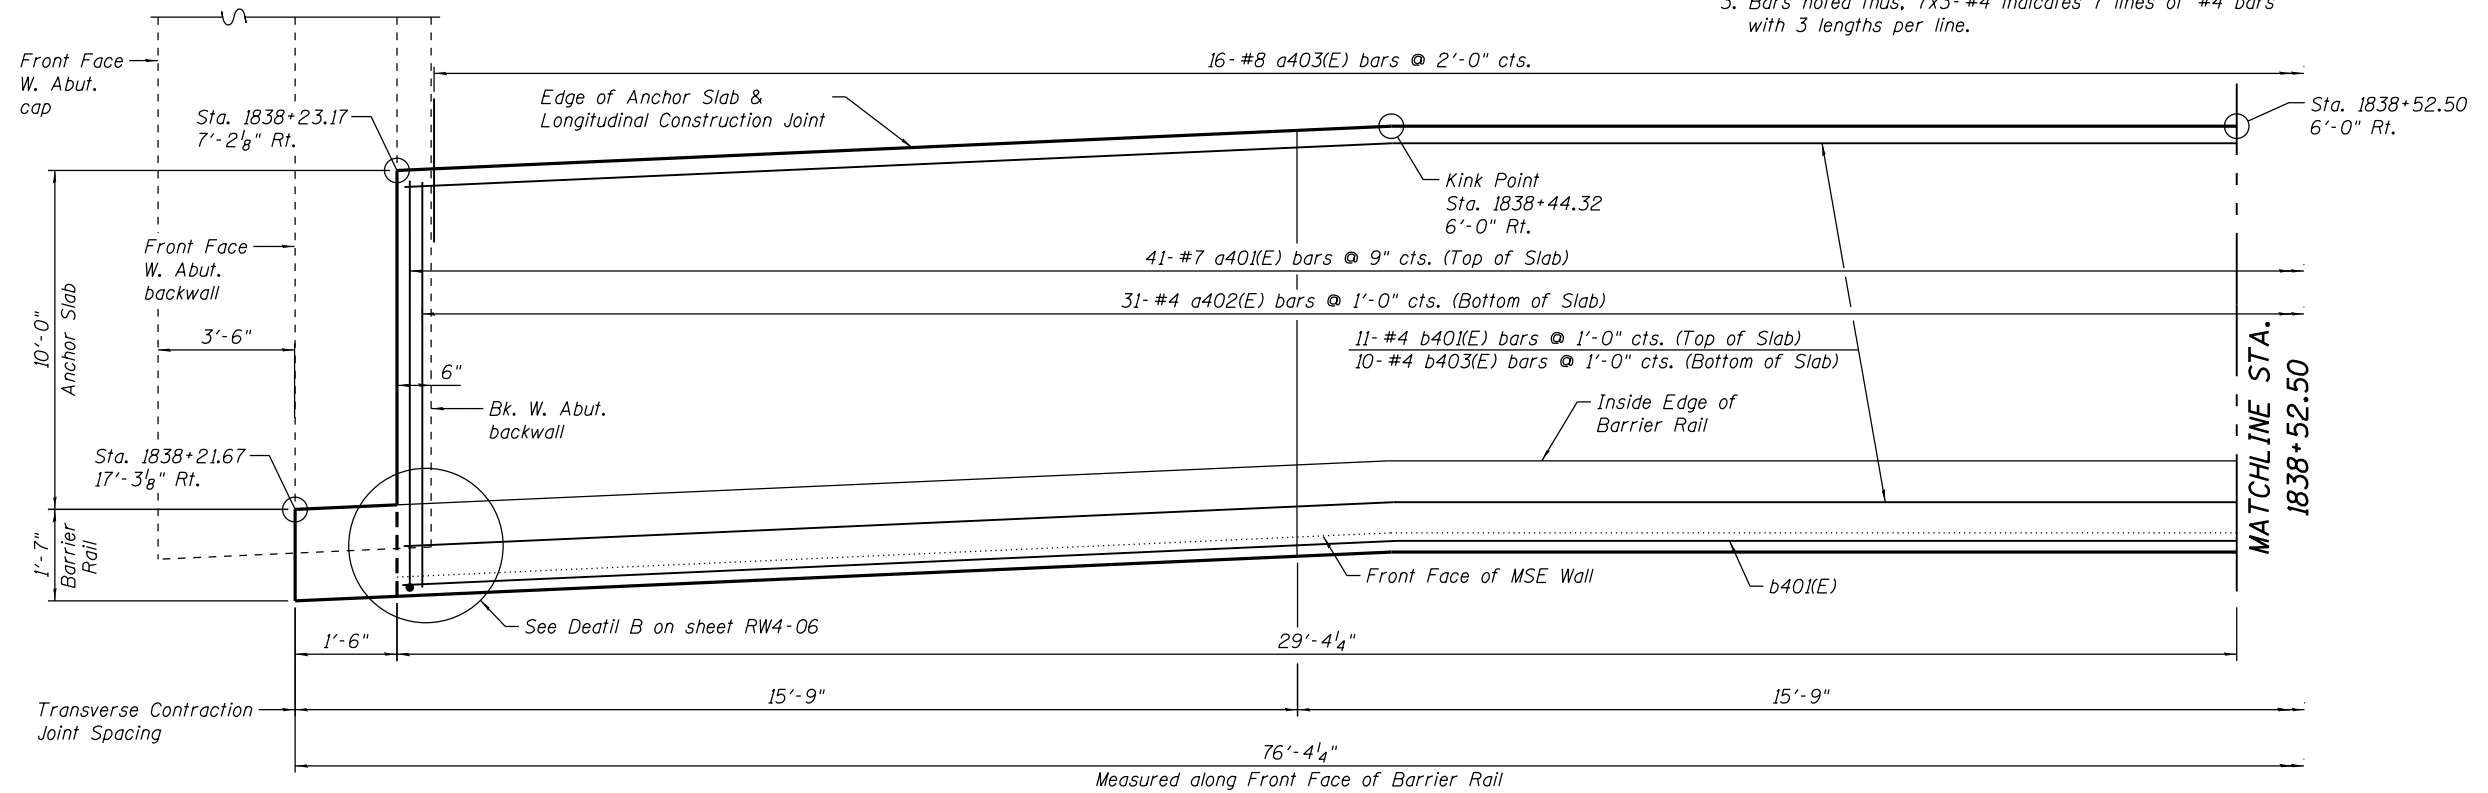 3. Bars noted thus, 7x3-#4 indicates 7 lines of #4 bars
with 3 lengths per line.
16-#8 a403(E) bars @ 2'-0" cts.
Front Face
W. Abut.
cap
Edge of Anchor Slab &
Longitudinal Construction Joint
Sta. 1838+23.17
7'-2 1/8" Rt.
Sta. 1838+52.50
6'-0" Rt.
Kink Point
Sta. 1838+44.32
6'-0" Rt.
Front Face
W. Abut.
backwall
41-#7 a401(E) bars @ 9" cts. (Top of Slab)
31-#4 a402(E) bars @ 1'-0" cts. (Bottom of Slab)
3'-6"
10'-0"
Anchor Slab
11-#4 b401(E) bars @ 1'-0" cts. (Top of Slab)
10-#4 b403(E) bars @ 1'-0" cts. (Bottom of Slab)
6"
Bk. W. Abut.
backwall
Inside Edge of
Barrier Rail
MATCHLINE STA.
1838+52.50
Sta. 1838+21.67
17'-3 1/8" Rt.
1'-7"
Barrier
Rail
Front Face of MSE Wall
b401(E)
See Deatil B on sheet RW4-06
1'-6"
29'-4 1/4"
15'-9"
15'-9"
Transverse Contraction
Joint Spacing
76'-4 1/4"
Measured along Front Face of Barrier Rail